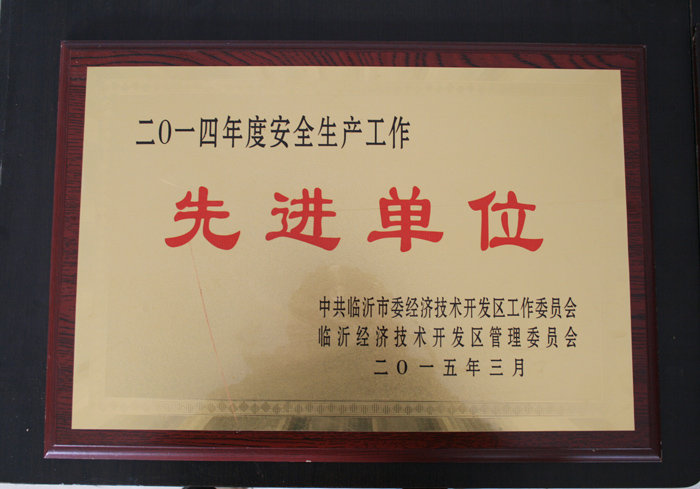 二0一四年度安全生产工作
先进单位
中共临沂市委经济技术开发区工作委员会
临沂经济技术开发区管理委员会
二0一五年三月